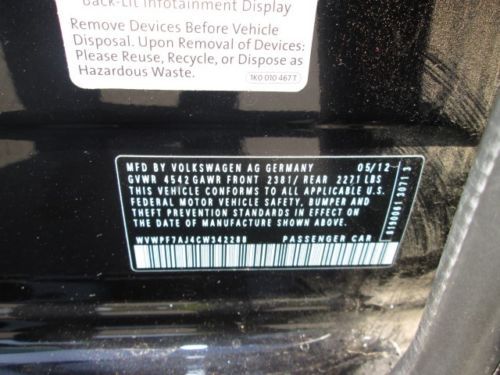 Back-Lit Infotainment Display
Remove Devices Before Vehicle
Disposal. Upon Removal of Devices:
Please Reuse, Recycle, or Dispose as
Hazardous Waste.
1K0 010 467 T
MFD BY VOLKSWAGEN AG GERMANY 05/12
GVWR 4542 GAWR FRONT 2381/ REAR 2271 LBS
THIS VEHICLE CONFORMS TO ALL APPLICABLE U.S.
FEDERAL MOTOR VEHICLE SAFETY, BUMPER AND
THEFT PREVENTION STANDARDS IN EFFECT ON
THE DATE OF MANUFACTURE SHOWN ABOVE.
WVWPF7AJ4CW342288 PASSENGER CAR